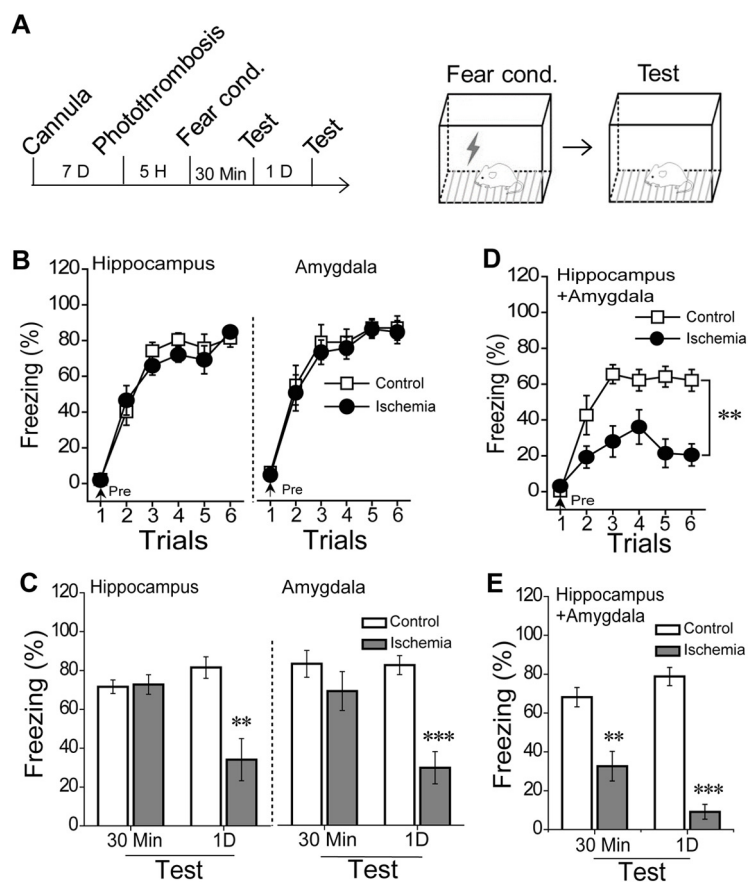 A
Cannula
Photothrombosis
Fear cond.
Test
Test
7 D
5 H
30 Min
1 D
Fear cond.
Test
B
Hippocampus
Amygdala
Freezing (%)
120
100
80
60
40
20
0
Control
Ischemia
Pre
Pre
1 2 3 4 5 6
1 2 3 4 5 6
Trials
Trials
D
Hippocampus
+Amygdala
Freezing (%)
120
100
80
60
40
20
0
Control
Ischemia
**
Pre
1 2 3 4 5 6
Trials
C
Hippocampus
Amygdala
Freezing (%)
120
100
80
60
40
20
0
Control
Ischemia
**
***
30 Min
1D
30 Min
1D
Test
Test
E
Hippocampus
+Amygdala
Freezing (%)
120
100
80
60
40
20
0
Control
Ischemia
**
***
30 Min
1D
Test